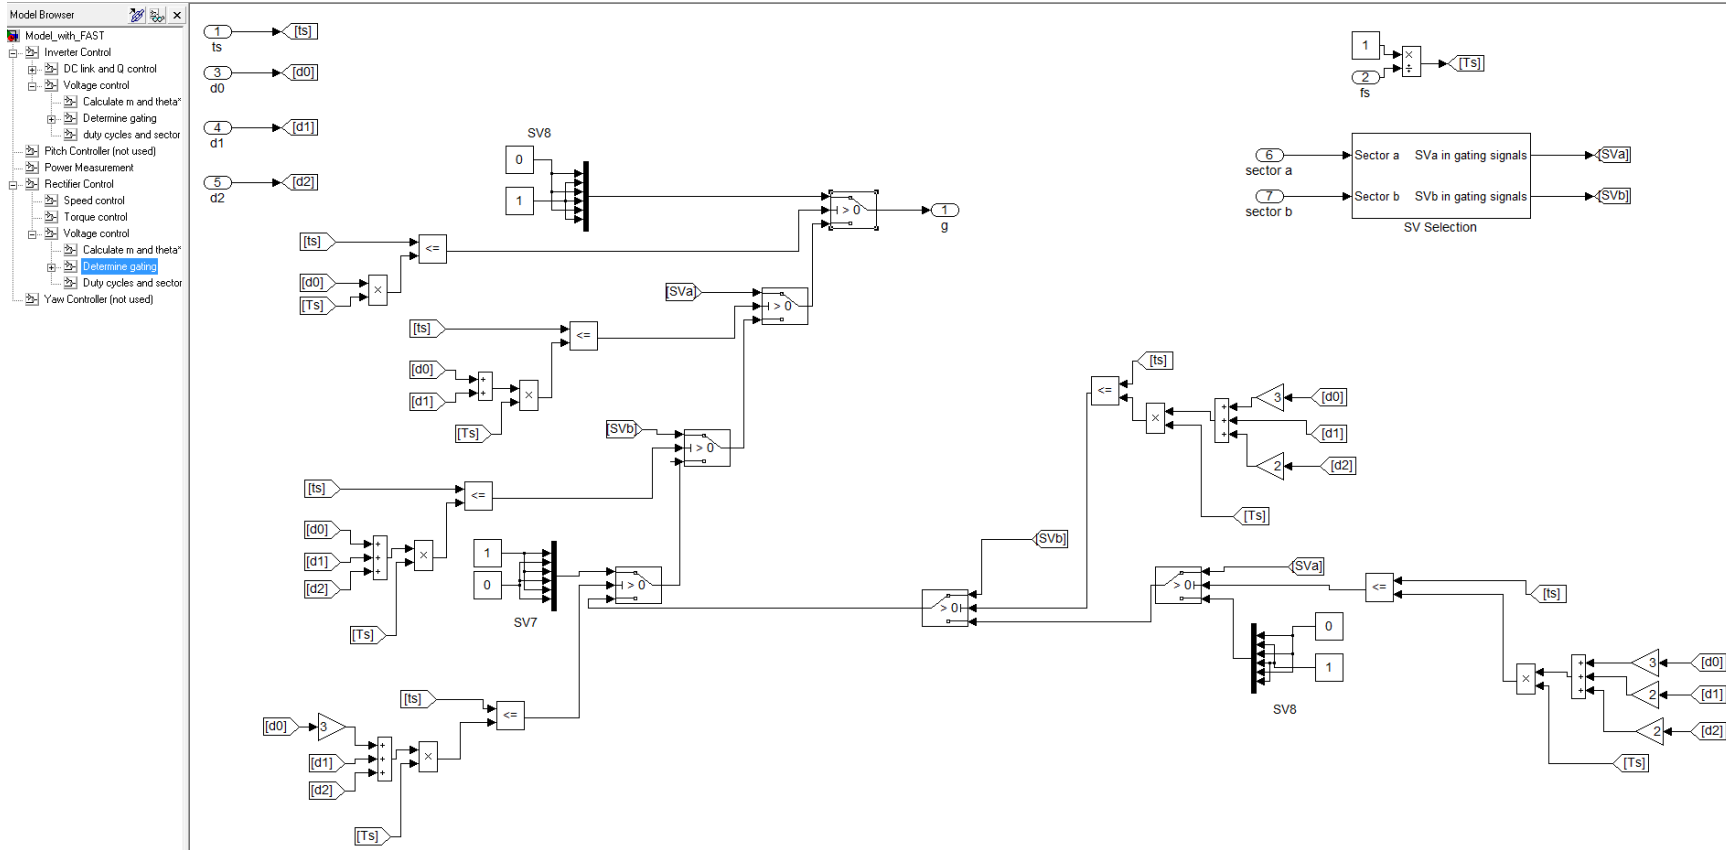 Model Browser
Model_with_FAST
Inverter Control
DC link and Q control
Voltage control
Calculate m and theta*
Determine gating
duty cycles and sector
Pitch Controller (not used)
Power Measurement
Rectifier Control
Speed control
Torque control
Voltage control
Calculate m and theta*
Determine gating
Duty cycles and sector
Yaw Controller (not used)
1
ts
[ts]
3
d0
[d0]
4
d1
[d1]
5
d2
[d2]
1
2
fs
×
÷
[Ts]
6
sector a
7
sector b
Sector a
SVa in gating signals
Sector b
SVb in gating signals
SV Selection
[SVa]
[SVb]
SV8
0
1
> 0
1
g
[ts]
<=
[d0]
[Ts]
×
[SVa]
> 0
[ts]
<=
[d0]
[d1]
+
+
×
[Ts]
[SVb]
> 0
[ts]
<=
[d0]
[d1]
[d2]
+
+
+
×
[Ts]
1
0
SV7
> 0
[ts]
<=
[d0]
3
[d1]
[d2]
+
+
+
×
[Ts]
[ts]
<=
×
+
+
+
3
[d0]
[d1]
2
[d2]
[Ts]
[SVb]
> 0
[SVa]
> 0
<=
[ts]
0
1
SV8
×
+
+
+
3
[d0]
2
[d1]
2
[d2]
[Ts]